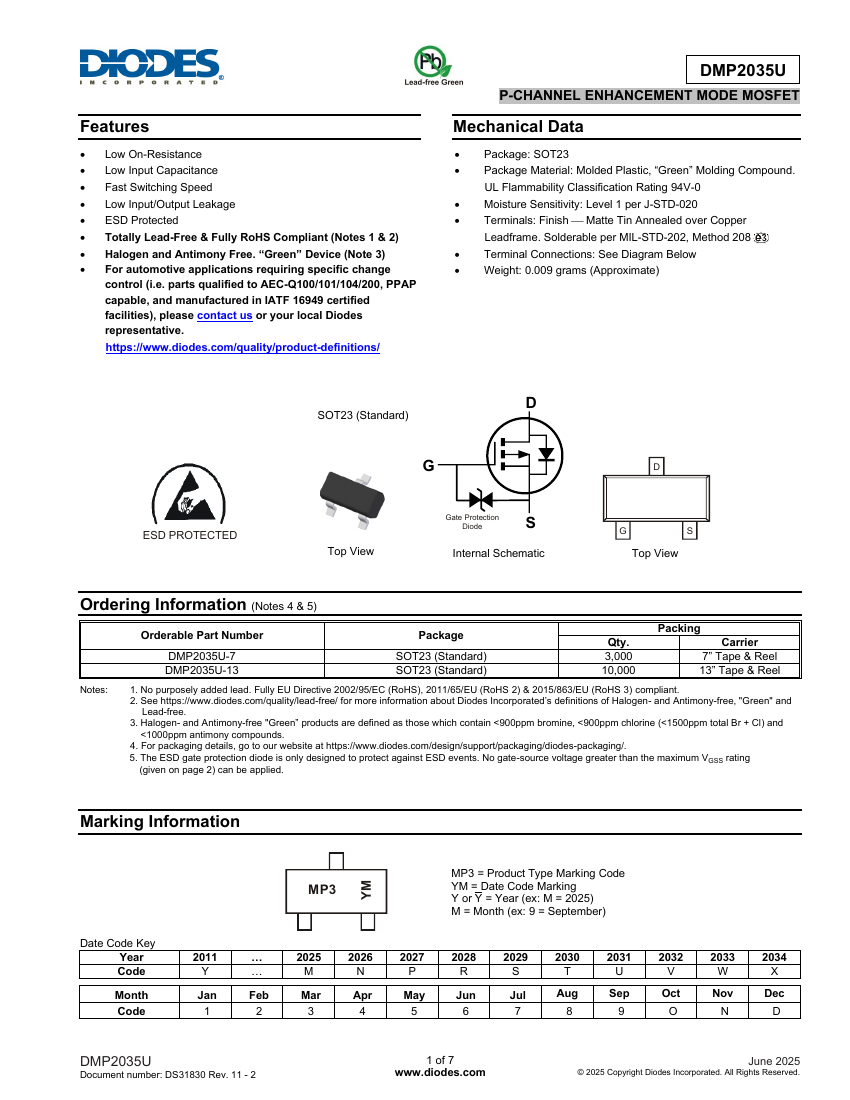 DIODES
INCORPORATED
®
Pb
Lead-free Green
DMP2035U
P-CHANNEL ENHANCEMENT MODE MOSFET
Features
• Low On-Resistance
• Low Input Capacitance
• Fast Switching Speed
• Low Input/Output Leakage
• ESD Protected
• Totally Lead-Free & Fully RoHS Compliant (Notes 1 & 2)
• Halogen and Antimony Free. “Green” Device (Note 3)
• For automotive applications requiring specific change
control (i.e. parts qualified to AEC-Q100/101/104/200, PPAP
capable, and manufactured in IATF 16949 certified
facilities), please contact us or your local Diodes
representative.
https://www.diodes.com/quality/product-definitions/
Mechanical Data
• Package: SOT23
• Package Material: Molded Plastic, “Green” Molding Compound.
UL Flammability Classification Rating 94V-0
• Moisture Sensitivity: Level 1 per J-STD-020
• Terminals: Finish — Matte Tin Annealed over Copper
Leadframe. Solderable per MIL-STD-202, Method 208 e3
• Terminal Connections: See Diagram Below
• Weight: 0.009 grams (Approximate)
SOT23 (Standard)
ESD PROTECTED
Top View
D
G
S
Gate Protection
Diode
Internal Schematic
D
G S
Top View
Ordering Information (Notes 4 & 5)
Orderable Part Number Package Packing
Qty. Carrier
DMP2035U-7 SOT23 (Standard) 3,000 7” Tape & Reel
DMP2035U-13 SOT23 (Standard) 10,000 13” Tape & Reel
Notes: 1. No purposely added lead. Fully EU Directive 2002/95/EC (RoHS), 2011/65/EU (RoHS 2) & 2015/863/EU (RoHS 3) compliant.
2. See https://www.diodes.com/quality/lead-free/ for more information about Diodes Incorporated’s definitions of Halogen- and Antimony-free, "Green" and
Lead-free.
3. Halogen- and Antimony-free "Green” products are defined as those which contain <900ppm bromine, <900ppm chlorine (<1500ppm total Br + Cl) and
<1000ppm antimony compounds.
4. For packaging details, go to our website at https://www.diodes.com/design/support/packaging/diodes-packaging/.
5. The ESD gate protection diode is only designed to protect against ESD events. No gate-source voltage greater than the maximum VGSS rating
(given on page 2) can be applied.
Marking Information
MP3 YM
MP3 = Product Type Marking Code
YM = Date Code Marking
Y or Y̅ = Year (ex: M = 2025)
M = Month (ex: 9 = September)
Date Code Key
Year 2011 … 2025 2026 2027 2028 2029 2030 2031 2032 2033 2034
Code Y … M N P R S T U V W X
Month Jan Feb Mar Apr May Jun Jul Aug Sep Oct Nov Dec
Code 1 2 3 4 5 6 7 8 9 O N D
DMP2035U
Document number: DS31830 Rev. 11 - 2
1 of 7
www.diodes.com
June 2025
© 2025 Copyright Diodes Incorporated. All Rights Reserved.